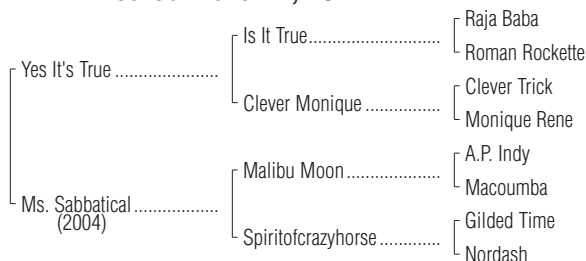 Raja Baba
Is It True
Roman Rockette
Yes It's True
Clever Trick
Clever Monique
Monique Rene
A.P. Indy
Malibu Moon
Macoumba
Ms. Sabbatical
(2004)
Gilded Time
Spiritofcrazyhorse
Nordash